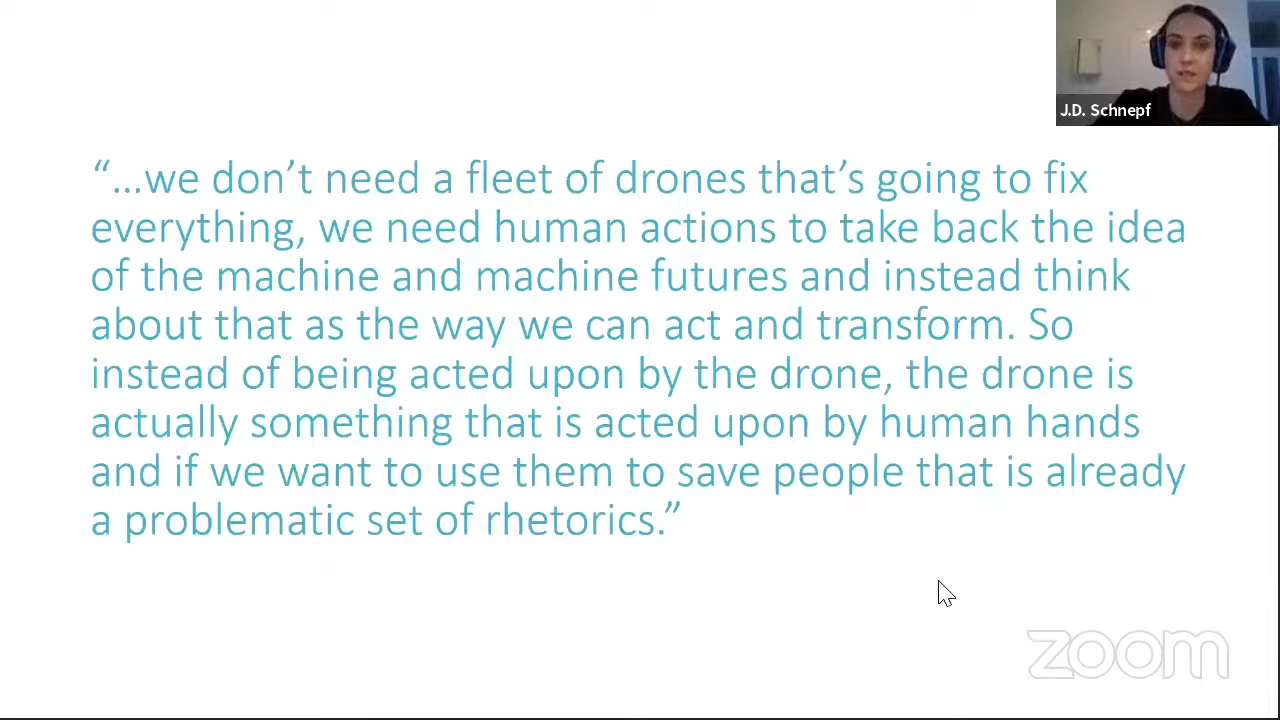 J.D. Schnepf
“…we don’t need a fleet of drones that’s going to fix
everything, we need human actions to take back the idea
of the machine and machine futures and instead think
about that as the way we can act and transform. So
instead of being acted upon by the drone, the drone is
actually something that is acted upon by human hands
and if we want to use them to save people that is already
a problematic set of rhetorics.”
zoom